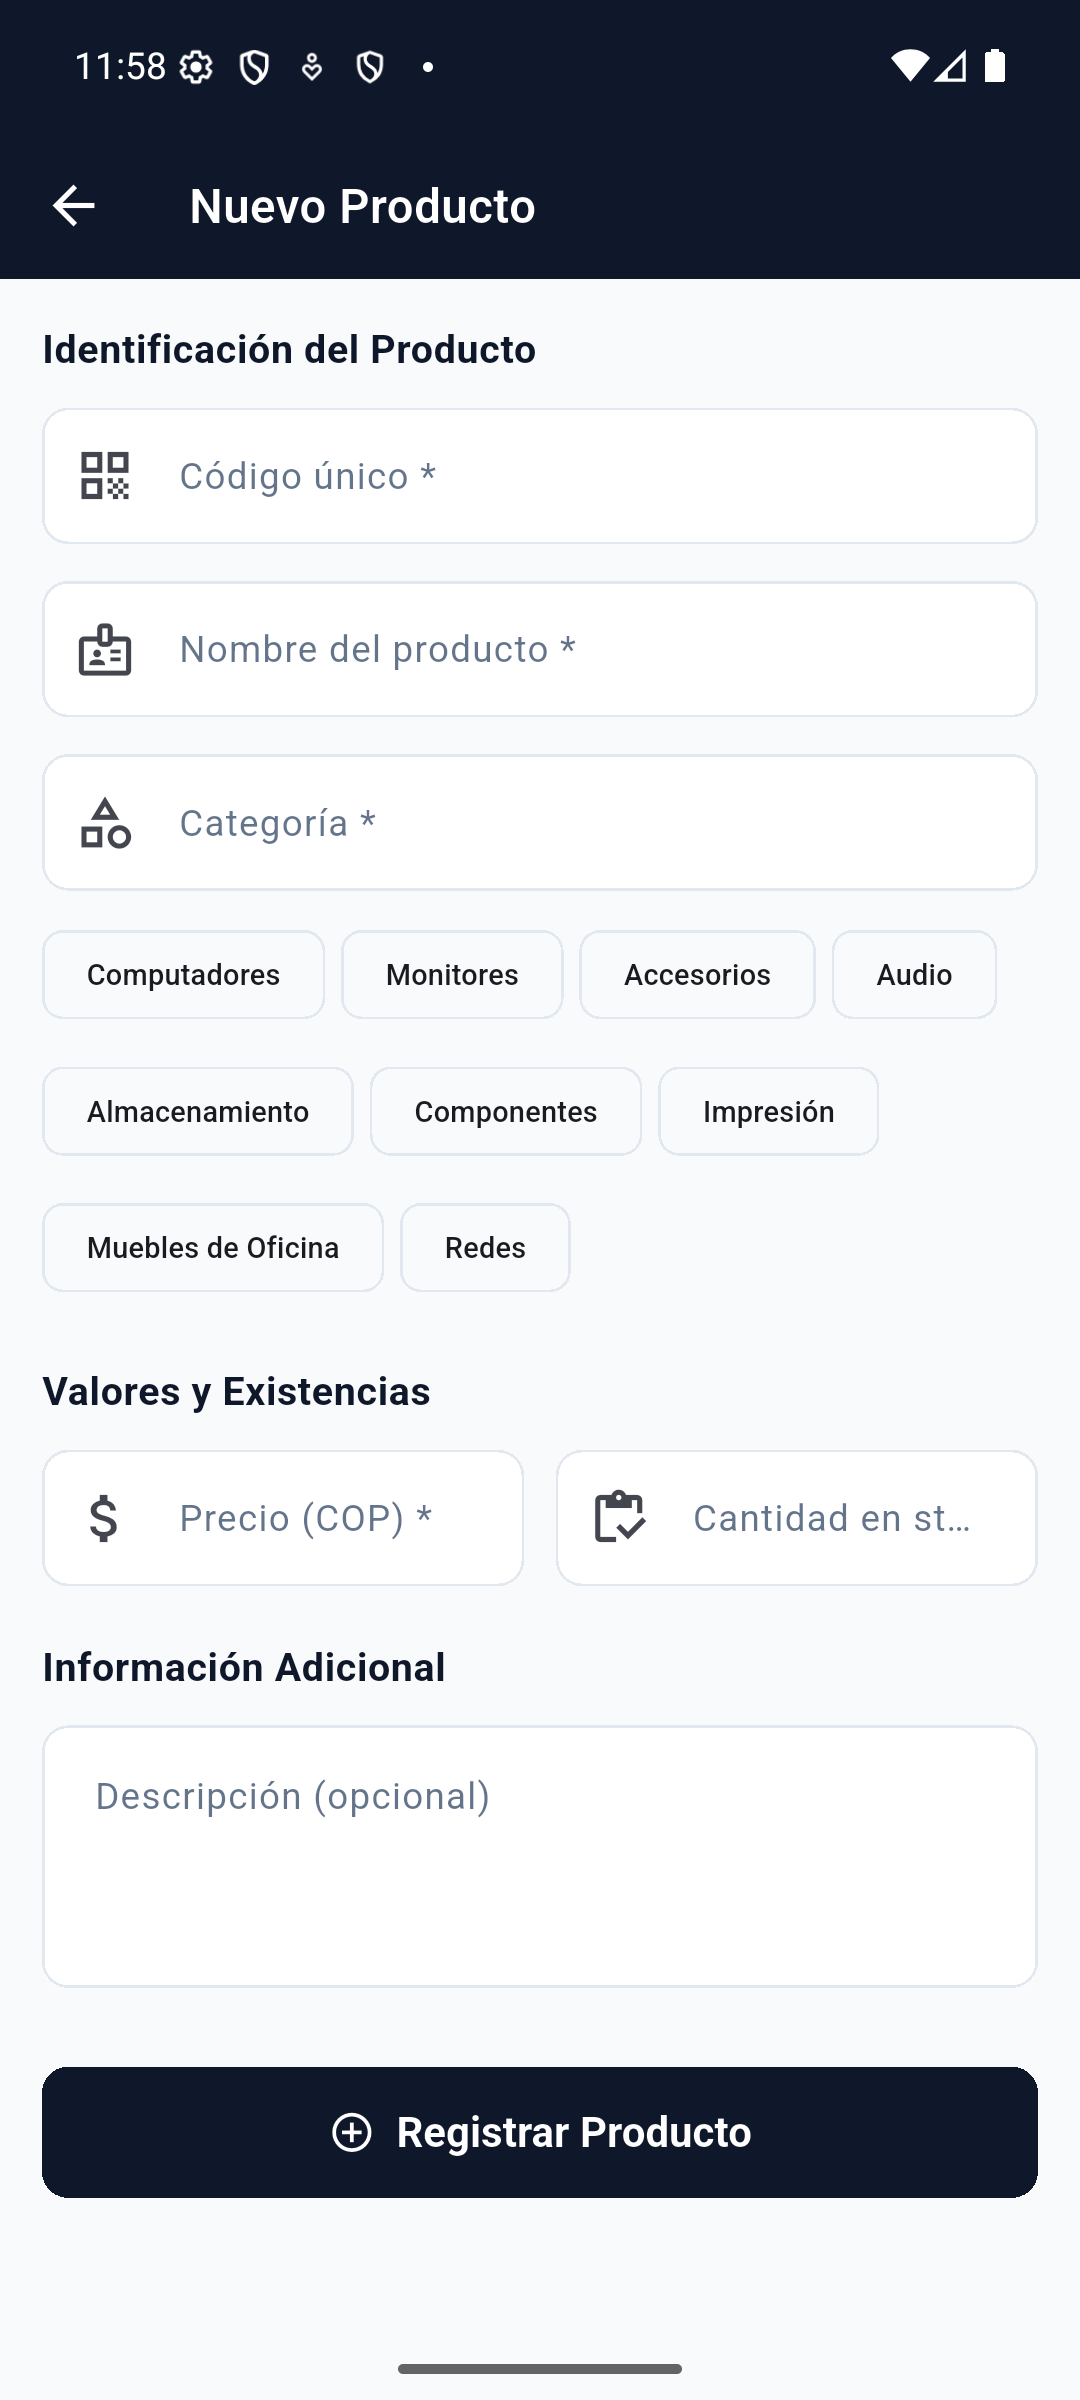 11:58
Nuevo Producto
Identificación del Producto
Código único *
Nombre del producto *
Categoría *
Computadores Monitores Accesorios Audio
Almacenamiento Componentes Impresión
Muebles de Oficina Redes
Valores y Existencias
Precio (COP) * Cantidad en st...
Información Adicional
Descripción (opcional)
Registrar Producto